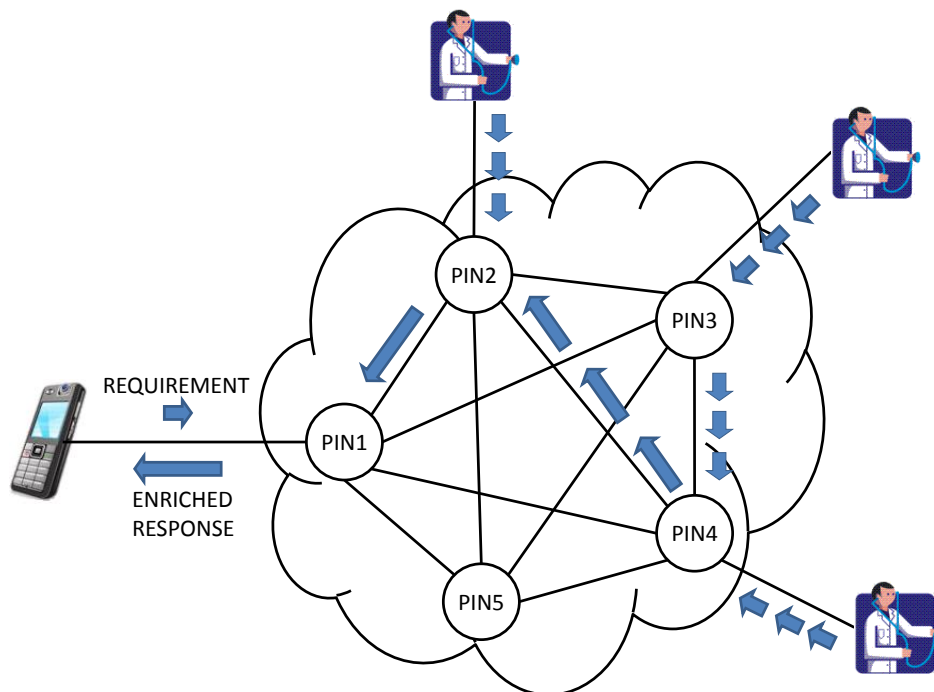 PIN2
PIN3
REQUIREMENT
PIN1
ENRICHED
RESPONSE
PIN4
PIN5